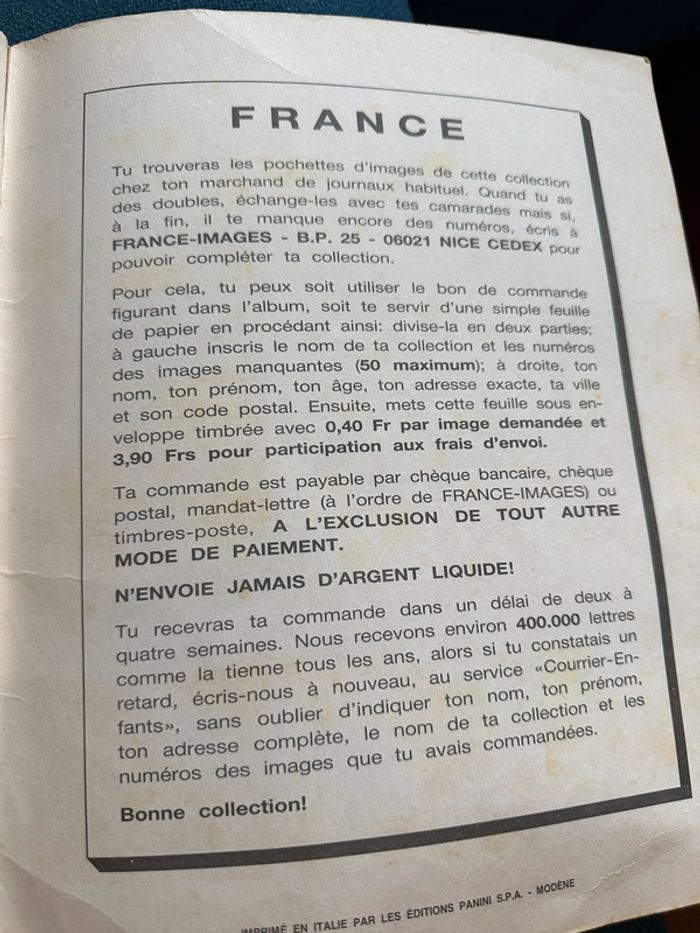 FRANCE
Tu trouveras les pochettes d'images de cette collection
chez ton marchand de journaux habituel. Quand tu as
des doubles, échange-les avec tes camarades mais si,
à la fin, il te manque encore des numéros, écris à
FRANCE-IMAGES - B.P. 25 - 06021 NICE CEDEX pour
pouvoir compléter ta collection.
Pour cela, tu peux soit utiliser le bon de commande
figurant dans l'album, soit te servir d'une simple feuille
de papier en procédant ainsi: divise-la en deux parties;
à gauche inscris le nom de ta collection et les numéros
des images manquantes (50 maximum); à droite, ton
nom, ton prénom, ton âge, ton adresse exacte, ta ville
et son code postal. Ensuite, mets cette feuille sous en-
veloppe timbrée avec 0,40 Fr par image demandée et
3,90 Frs pour participation aux frais d'envoi.
Ta commande est payable par chèque bancaire, chèque
postal, mandat-lettre (à l'ordre de FRANCE-IMAGES) ou
timbres-poste, A L'EXCLUSION DE TOUT AUTRE
MODE DE PAIEMENT.
N'ENVOIE JAMAIS D'ARGENT LIQUIDE!
Tu recevras ta commande dans un délai de deux à
quatre semaines. Nous recevons environ 400.000 lettres
comme la tienne tous les ans, alors si tu constatais un
retard, écris-nous à nouveau, au service «Courrier-En-
fants», sans oublier d'indiquer ton nom, ton prénom,
ton adresse complète, le nom de ta collection et les
numéros des images que tu avais commandées.
Bonne collection!
IMPRIMÉ EN ITALIE PAR LES ÉDITIONS PANINI S.P.A. - MODÈNE